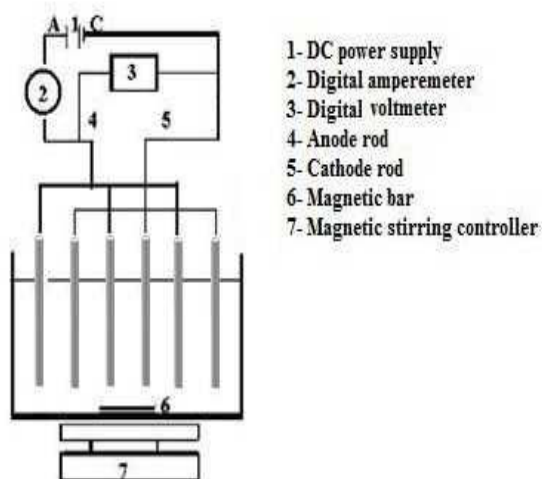 A 1 C
2
3
4
5
6
7
1- DC power supply
2- Digital amperemeter
3- Digital voltmeter
4- Anode rod
5- Cathode rod
6- Magnetic bar
7- Magnetic stirring controller